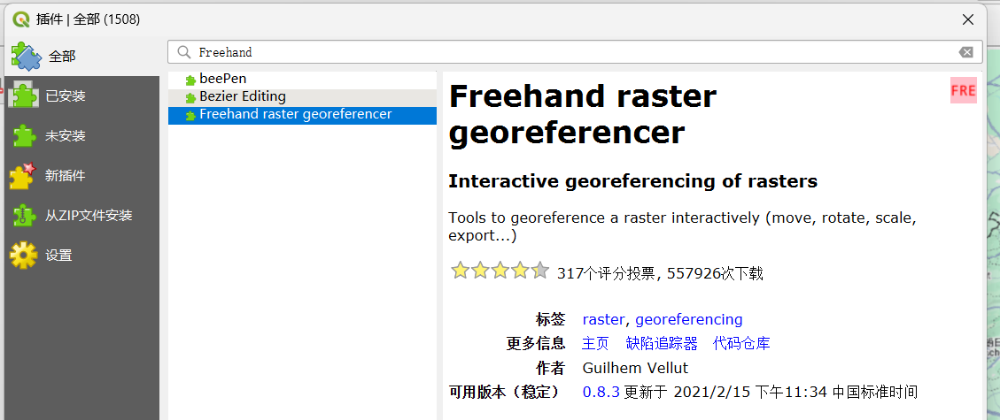 插件 | 全部 (1508)
全部
已安装
未安装
新插件
从ZIP文件安装
设置
Freehand
beePen
Bezier Editing
Freehand raster georeferencer
Freehand raster
georeferencer
FRE
Interactive georeferencing of rasters
Tools to georeference a raster interactively (move, rotate, scale,
export...)
317个评分投票, 557926次下载
标签 raster, georeferencing
更多信息 主页 缺陷追踪器 代码仓库
作者 Guilhem Vellut
可用版本（稳定） 0.8.3 更新于 2021/2/15 下午11:34 中国标准时间